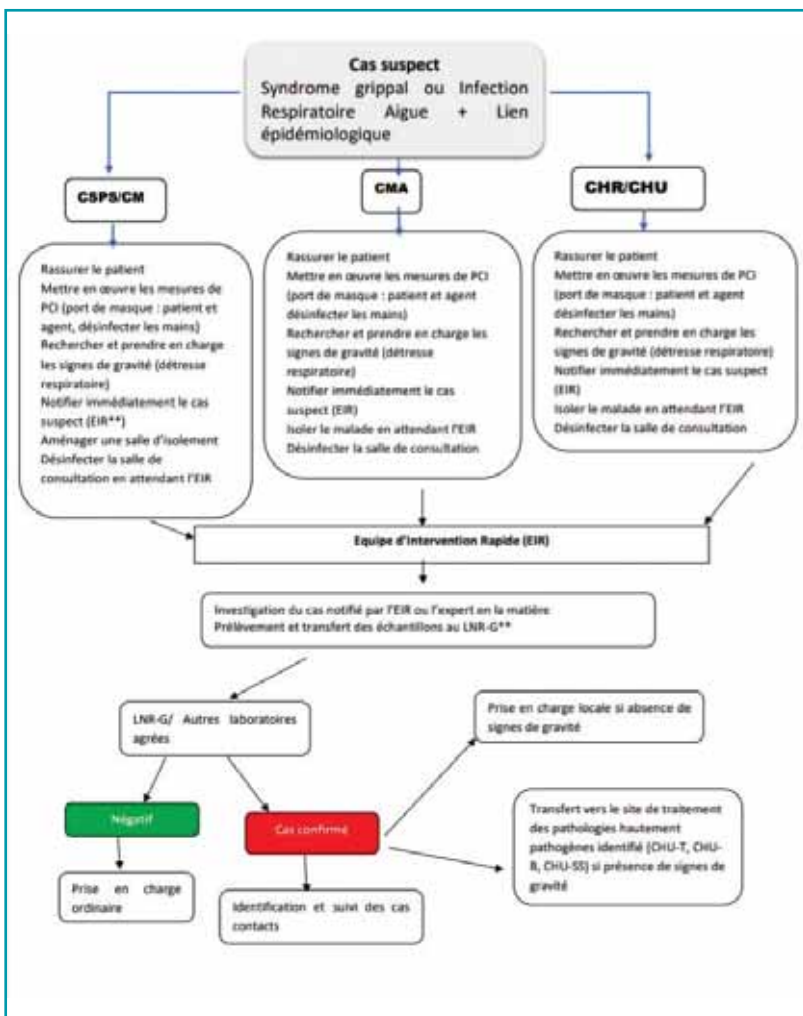 Cas suspect
Syndrome grippal ou Infection
Respiratoire Aigue + Lien
épidémiologique
CSPS/CM
CMA
CHR/CHU
Rassurer le patient
Mettre en œuvre les mesures de
PCI (port de masque : patient et
agent, désinfecter les mains)
Rechercher et prendre en charge
les signes de gravité (détresse
respiratoire)
Notifier immédiatement le cas
suspect (EIR**)
Aménager une salle d'isolement
Désinfecter la salle de
consultation en attendant l'EIR
Rassurer le patient
Mettre en œuvre les mesures de PCI
(port de masque : patient et agent
désinfecter les mains)
Rechercher et prendre en charge les
signes de gravité (détresse
respiratoire)
Notifier immédiatement le cas
suspect (EIR)
Isoler le malade en attendant l'EIR
Désinfecter la salle de consultation
Rassurer le patient
Mettre en œuvre les mesures de PCI
(port de masque : patient et agent
désinfecter les mains)
Rechercher et prendre en charge les
signes de gravité (détresse respiratoire)
Notifier immédiatement le cas suspect
(EIR)
Isoler le malade en attendant l'EIR
Désinfecter la salle de consultation
Equipe d'Intervention Rapide (EIR)
Investigation du cas notifié par l'EIR ou l'expert en la matière
Prélèvement et transfert des échantillons au LNR-G**
LNR-G/ Autres laboratoires
agrées
Prise en charge locale si absence de
signes de gravité
Négatif
Cas confirmé
Transfert vers le site de traitement
des pathologies hautement
pathogènes identifié (CHU-T, CHU-
B, CHU-SS) si présence de signes de
gravité
Prise en charge
ordinaire
Identification et suivi des cas
contacts